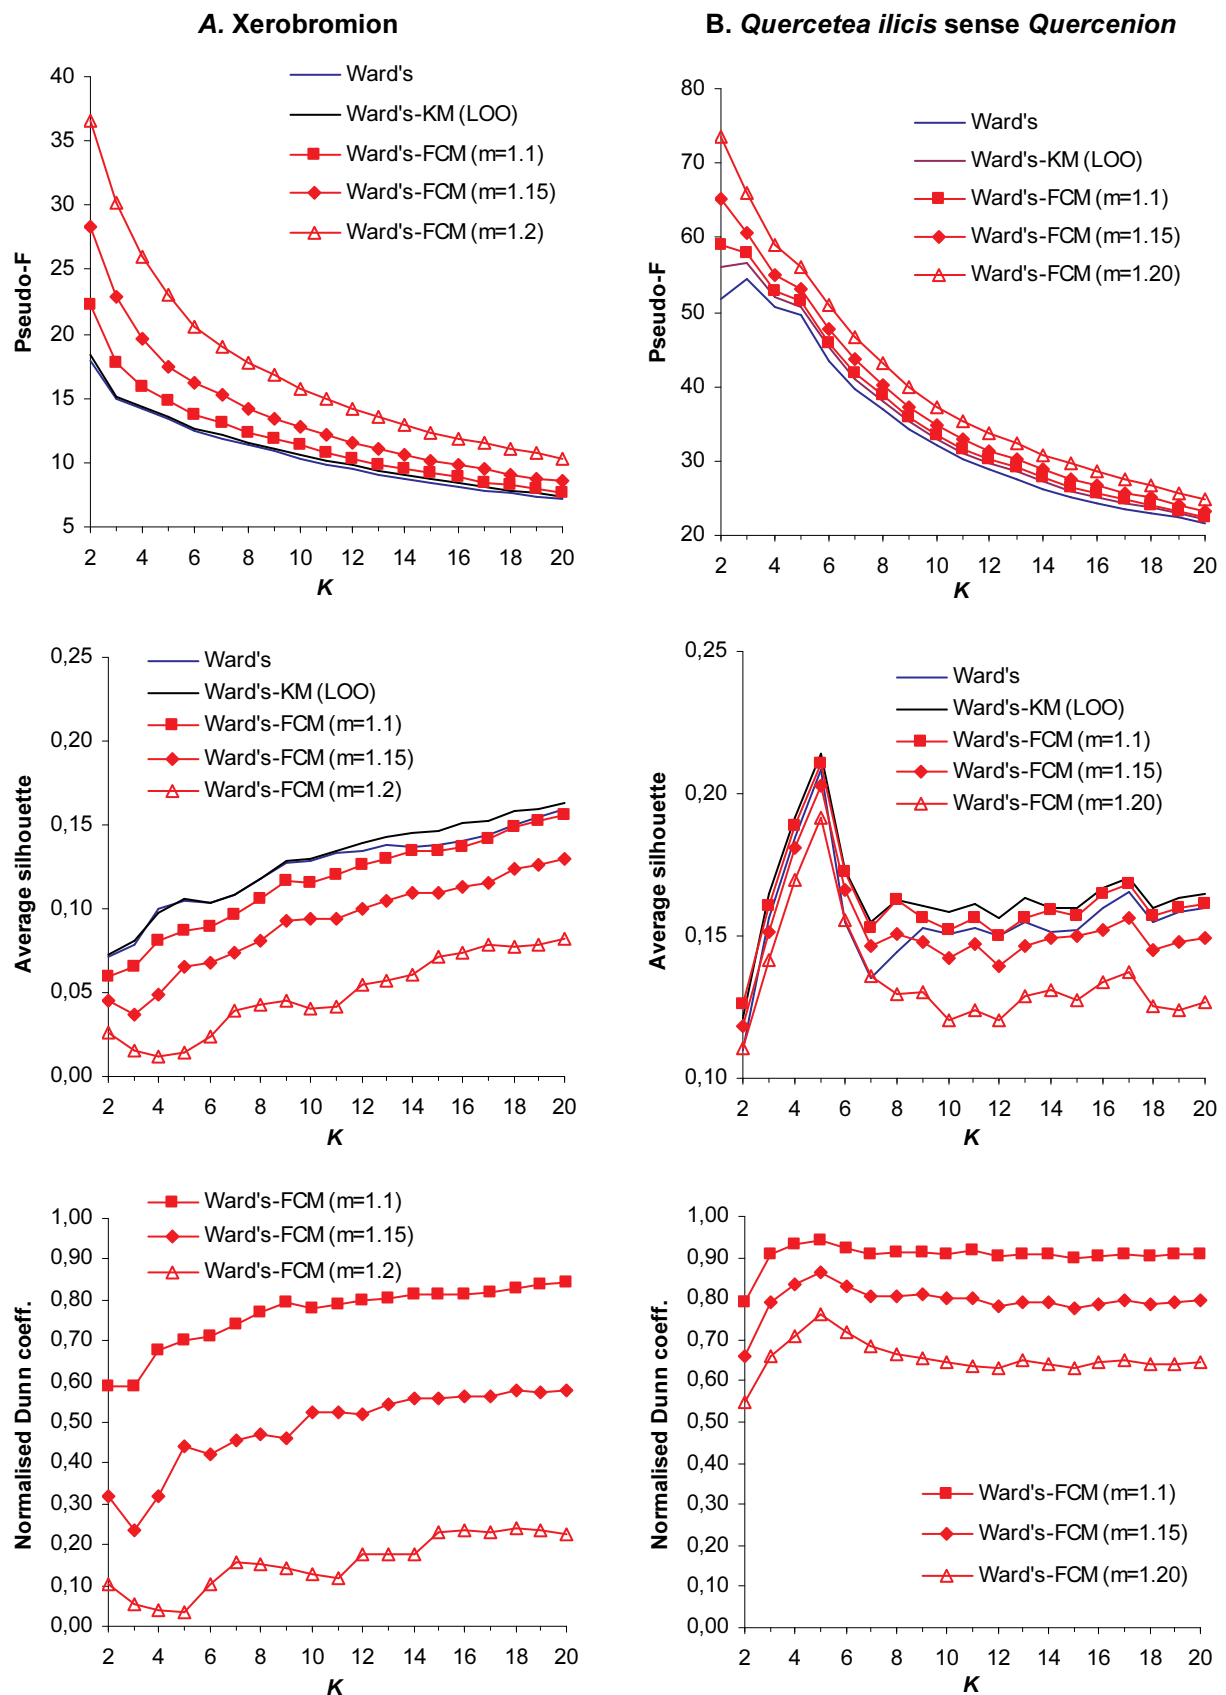 A. Xerobromion
Ward's
Ward's-KM (LOO)
Ward's-FCM (m=1.1)
Ward's-FCM (m=1.15)
Ward's-FCM (m=1.2)
Pseudo-F
40
35
30
25
20
15
10
5
2 4 6 8 10 12 14 16 18 20
K
B. Quercetea ilicis sense Quercenion
Ward's
Ward's-KM (LOO)
Ward's-FCM (m=1.1)
Ward's-FCM (m=1.15)
Ward's-FCM (m=1.20)
Pseudo-F
80
70
60
50
40
30
20
2 4 6 8 10 12 14 16 18 20
K
Ward's
Ward's-KM (LOO)
Ward's-FCM (m=1.1)
Ward's-FCM (m=1.15)
Ward's-FCM (m=1.2)
Average silhouette
0,25
0,20
0,15
0,10
0,05
0,00
2 4 6 8 10 12 14 16 18 20
K
Ward's
Ward's-KM (LOO)
Ward's-FCM (m=1.1)
Ward's-FCM (m=1.15)
Ward's-FCM (m=1.20)
Average silhouette
0,25
0,20
0,15
0,10
2 4 6 8 10 12 14 16 18 20
K
Ward's-FCM (m=1.1)
Ward's-FCM (m=1.15)
Ward's-FCM (m=1.2)
Normalised Dunn coeff.
1,00
0,90
0,80
0,70
0,60
0,50
0,40
0,30
0,20
0,10
0,00
2 4 6 8 10 12 14 16 18 20
K
Normalised Dunn coeff.
1,00
0,90
0,80
0,70
0,60
0,50
0,40
0,30
0,20
0,10
0,00
Ward's-FCM (m=1.1)
Ward's-FCM (m=1.15)
Ward's-FCM (m=1.20)
2 4 6 8 10 12 14 16 18 20
K